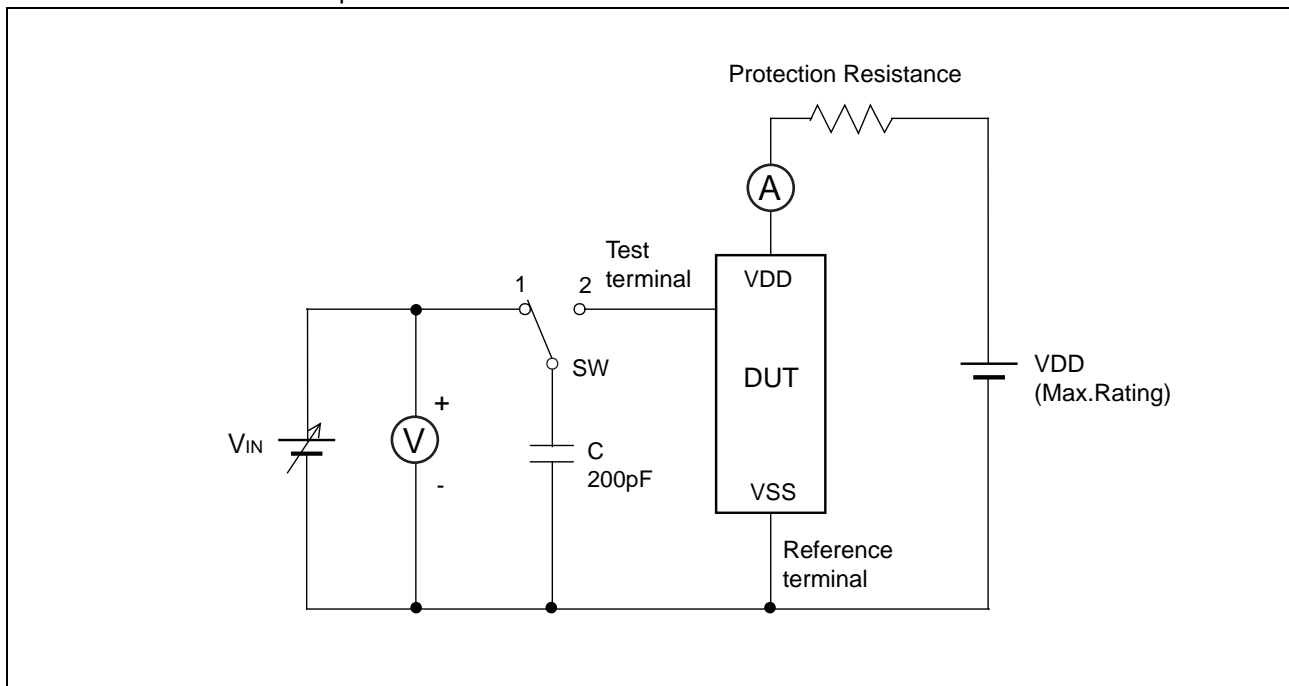 Protection Resistance
A
Test
terminal
1
2
VDD
SW
DUT
VDD
(Max.Rating)
VIN
+
V
-
C
200pF
VSS
Reference
terminal